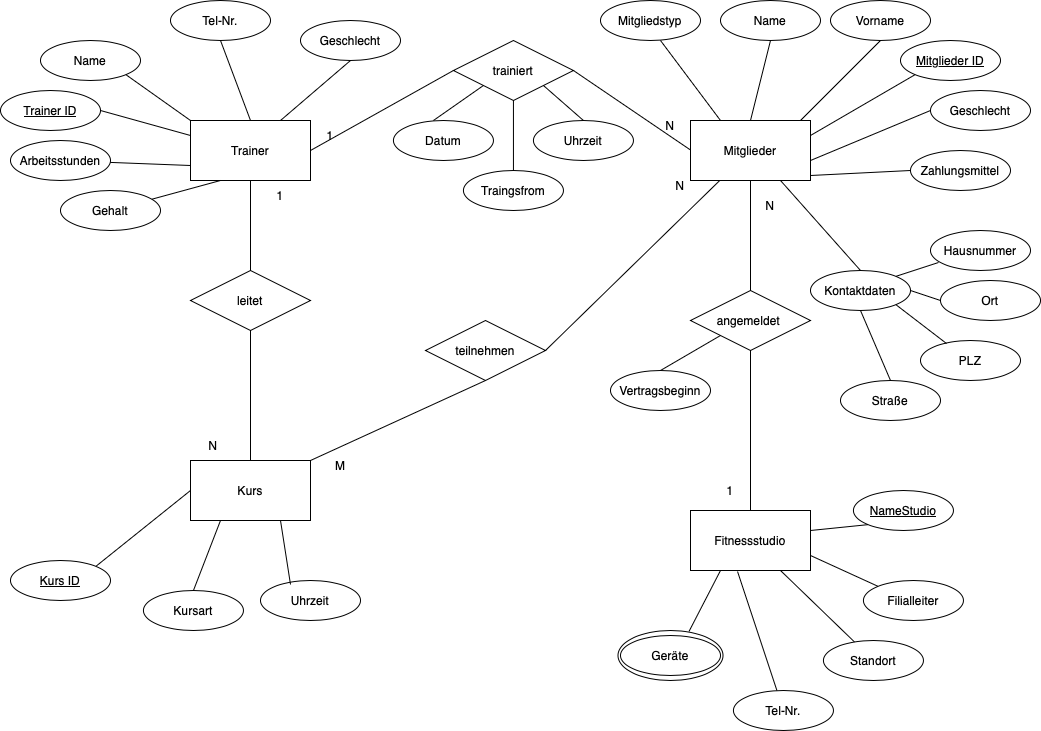 Tel-Nr.
Mitgliedstyp
Name
Vorname
Geschlecht
Name
Mitglieder ID
trainiert
Trainer ID
Geschlecht
1
N
Datum
Uhrzeit
Trainer
Mitglieder
Arbeitsstunden
Zahlungsmittel
Traingsfrom
N
1
N
Gehalt
Hausnummer
Kontaktdaten
Ort
leitet
angemeldet
teilnehmen
PLZ
Vertragsbeginn
Straße
N
M
Kurs
1
NameStudio
Fitnessstudio
Kurs ID
Uhrzeit
Filialleiter
Kursart
Geräte
Standort
Tel-Nr.